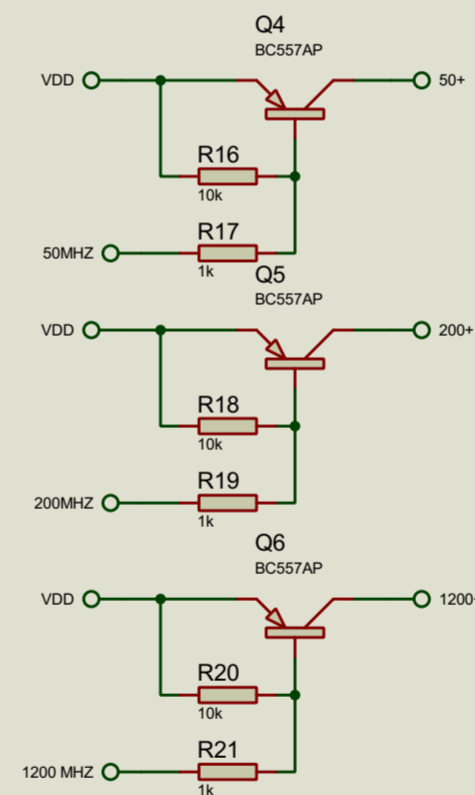 Q4
BC557AP
VDD
50+
R16
10k
R17
50MHZ
1k
Q5
BC557AP
VDD
200+
R18
10k
R19
200MHZ
1k
Q6
BC557AP
VDD
1200+
R20
10k
R21
1200 MHZ
1k